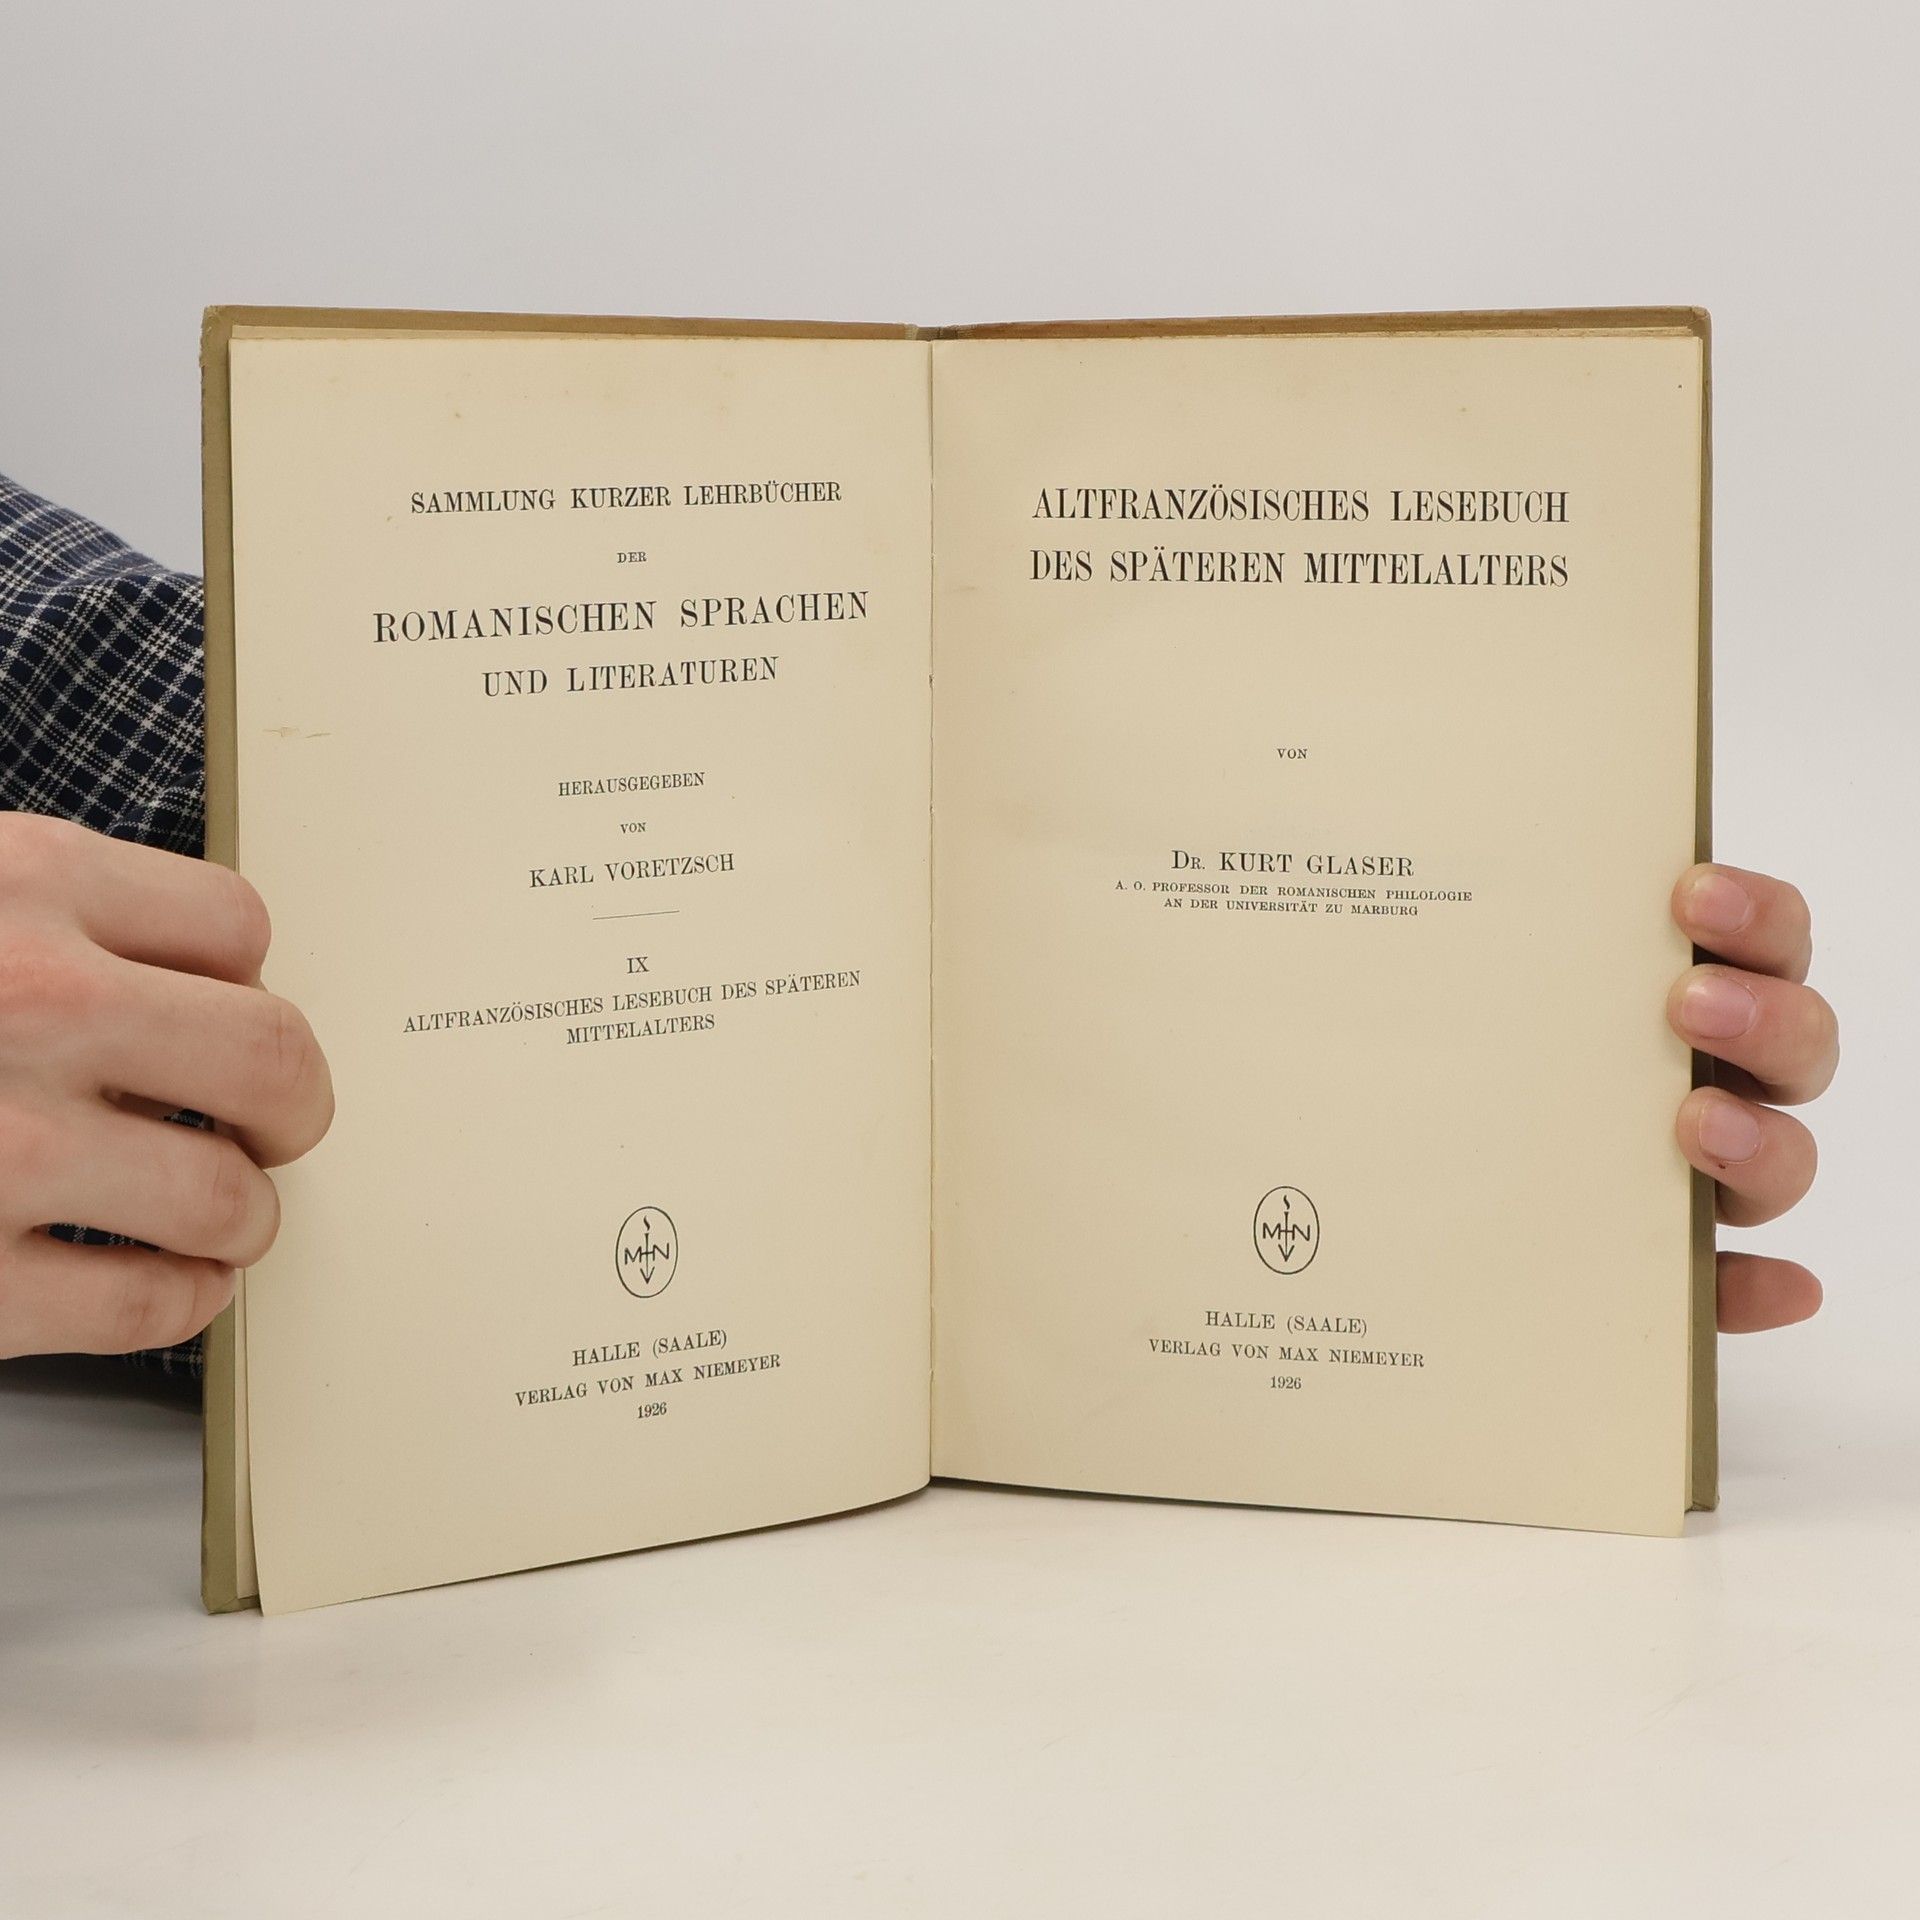 SAMMLUNG KURZER LEHRBÜCHER
DER
ROMANISCHEN SPRACHEN
UND LITERATUREN
HERAUSGEGEBEN
VON
KARL VORETZSCH
IX
ALTFRANZÖSISCHES LESEBUCH DES SPÄTEREN
MITTELALTERS
MN
HALLE (SAALE)
VERLAG VON MAX NIEMEYER
1926
ALTFRANZÖSISCHES LESEBUCH
DES SPÄTEREN MITTELALTERS
VON
DR. KURT GLASER
A. O. PROFESSOR DER ROMANISCHEN PHILOLOGIE
AN DER UNIVERSITÄT ZU MARBURG
MN
HALLE (SAALE)
VERLAG VON MAX NIEMEYER
1926